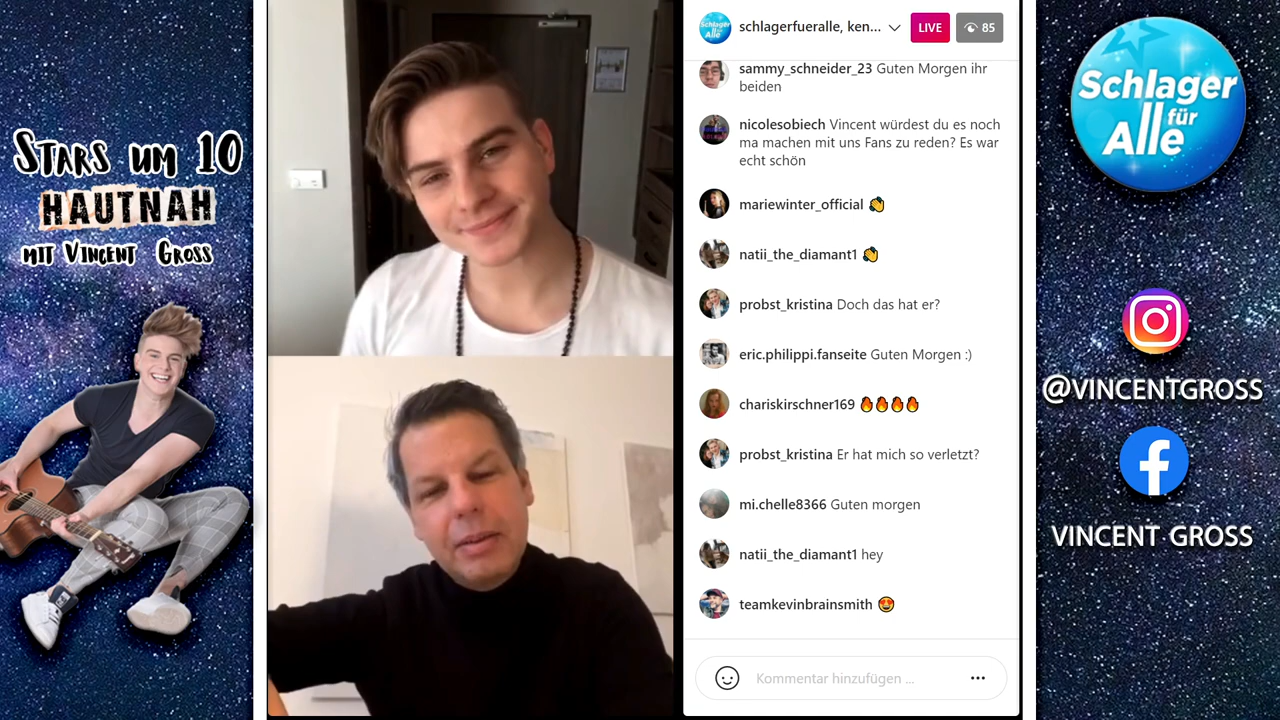 Stars um 10
HAUTNAH
mit Vincent Gross
schlagerfueralle, ken...
LIVE
85
sammy_schneider_23 Guten Morgen ihr
beiden
nicolesobiech Vincent würdest du es noch
ma machen mit uns Fans zu reden? Es war
echt schön
mariewinter_official 👏
natii_the_diamant1 👏
probst_kristina Doch das hat er?
eric.philippi.fanseite Guten Morgen :)
chariskirschner169 🔥🔥🔥🔥
probst_kristina Er hat mich so verletzt?
mi.chelle8366 Guten morgen
natii_the_diamant1 hey
teamkevinbrainsmith 😍
Kommentar hinzufügen ...
Schlager
für
Alle
@VINCENTGROSS
VINCENT GROSS
Schlager
für
Alle